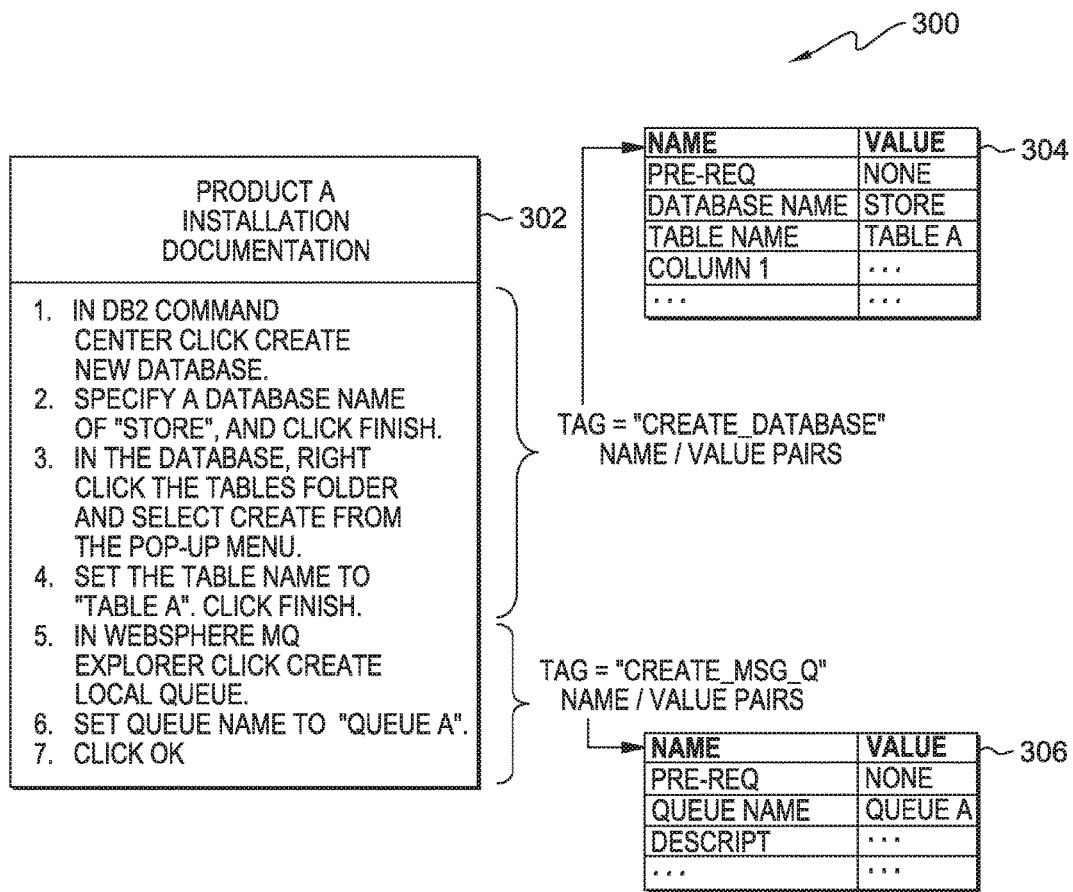 300
PRODUCT A
INSTALLATION
DOCUMENTATION
302
1. IN DB2 COMMAND
CENTER CLICK CREATE
NEW DATABASE.
2. SPECIFY A DATABASE NAME
OF "STORE", AND CLICK FINISH.
3. IN THE DATABASE, RIGHT
CLICK THE TABLES FOLDER
AND SELECT CREATE FROM
THE POP-UP MENU.
4. SET THE TABLE NAME TO
"TABLE A". CLICK FINISH.
5. IN WEBSPHERE MQ
EXPLORER CLICK CREATE
LOCAL QUEUE.
6. SET QUEUE NAME TO "QUEUE A".
7. CLICK OK
NAME VALUE 304
PRE-REQ NONE
DATABASE NAME STORE
TABLE NAME TABLE A
COLUMN 1 ...
... ...
TAG = "CREATE_DATABASE"
NAME / VALUE PAIRS
TAG = "CREATE_MSG_Q"
NAME / VALUE PAIRS
NAME VALUE 306
PRE-REQ NONE
QUEUE NAME QUEUE A
DESCRIPT ...
... ...